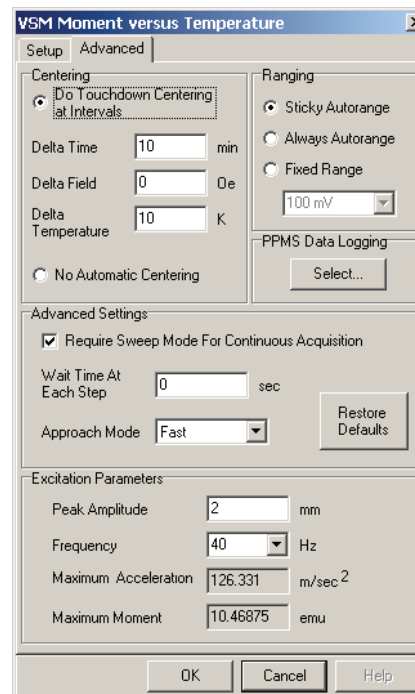 VSM Moment versus Temperature
Setup
Advanced
Centering
Do Touchdown Centering
at Intervals
Delta Time
10
min
Delta Field
0
Oe
Delta
Temperature
10
K
No Automatic Centering
Ranging
Sticky Autorange
Always Autorange
Fixed Range
100 mV
PPMS Data Logging
Select...
Advanced Settings
Require Sweep Mode For Continuous Acquisition
Wait Time At
Each Step
0
sec
Approach Mode
Fast
Restore
Defaults
Excitation Parameters
Peak Amplitude
2
mm
Frequency
40
Hz
Maximum Acceleration
126.331
m/sec 2
Maximum Moment
10.46875
emu
OK
Cancel
Help